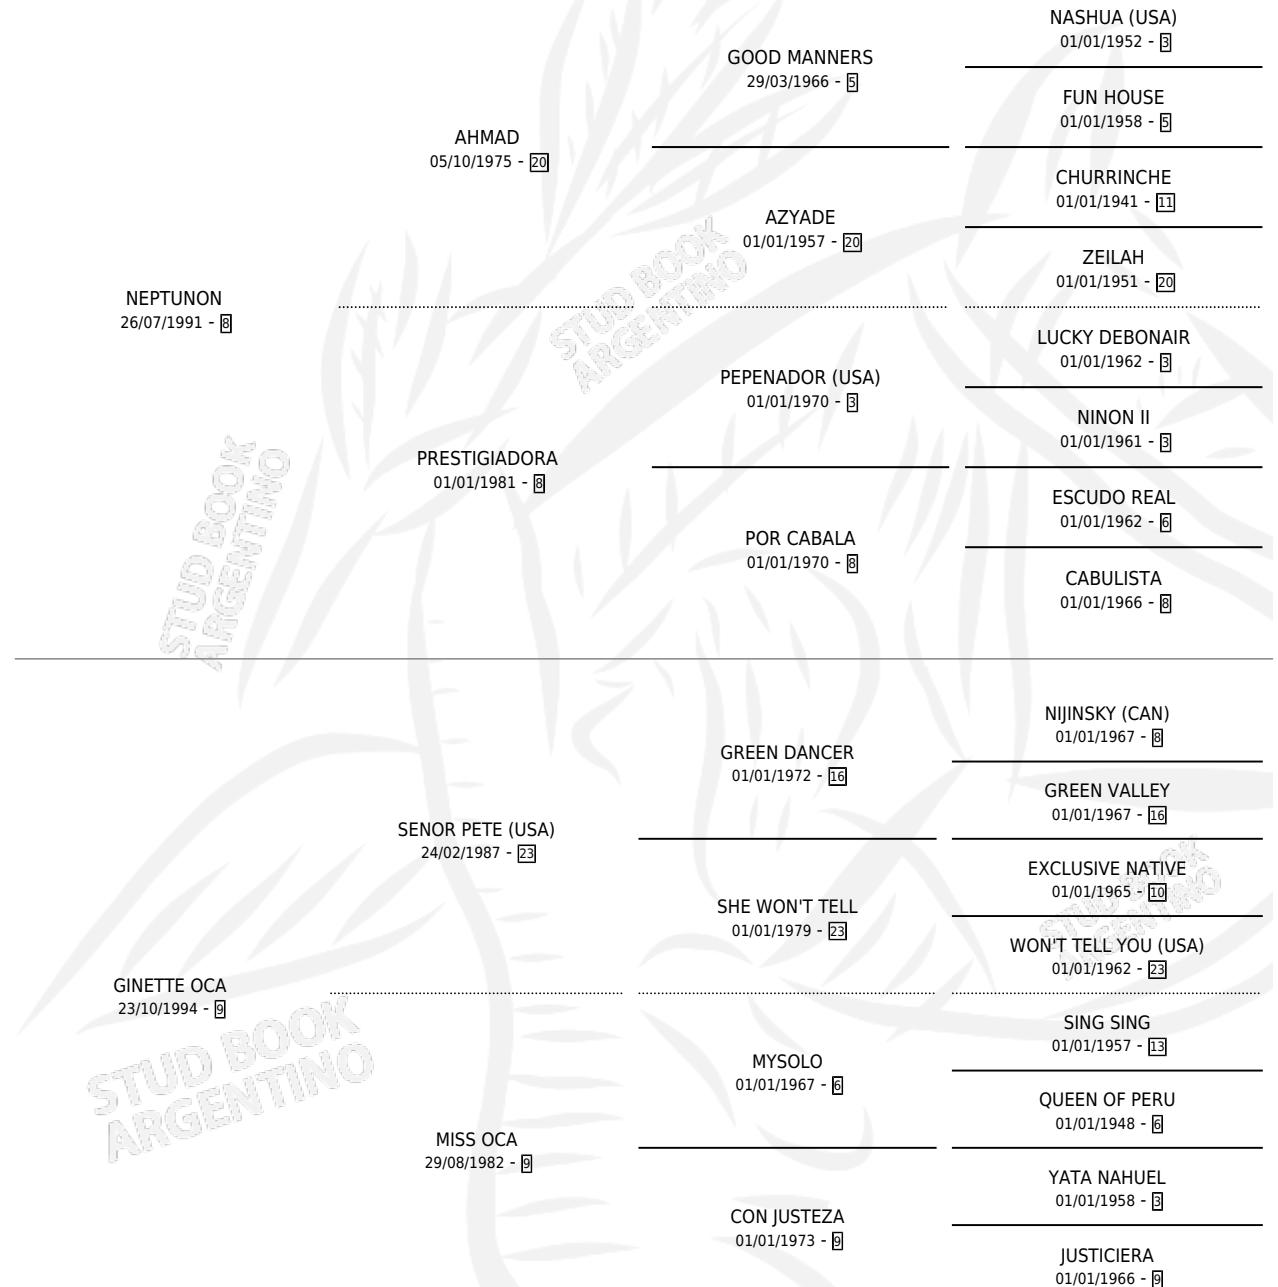 NASHUA (USA)
01/01/1952 - 3
GOOD MANNERS
29/03/1966 - 5
FUN HOUSE
01/01/1958 - 5
AHMAD
05/10/1975 - 20
CHURRINCHE
01/01/1941 - 11
AZYADE
01/01/1957 - 20
ZEILAH
01/01/1951 - 20
NEPTUNON
26/07/1991 - 8
STUD BOOK
ARGENTINO
LUCKY DEBONAIR
01/01/1962 - 3
PEPENADOR (USA)
01/01/1970 - 3
NINON II
01/01/1961 - 3
PRESTIGIADORA
01/01/1981 - 8
ESCUDO REAL
01/01/1962 - 6
POR CABALA
01/01/1970 - 8
CABULISTA
01/01/1966 - 8
STUD BOOK
ARGENTINO
NIJINSKY (CAN)
01/01/1967 - 8
GREEN DANCER
01/01/1972 - 16
GREEN VALLEY
01/01/1967 - 16
SENOR PETE (USA)
24/02/1987 - 23
EXCLUSIVE NATIVE
01/01/1965 - 10
SHE WON'T TELL
01/01/1979 - 23
WON'T TELL YOU (USA)
01/01/1962 - 23
STUD BOOK
ARGENTINO
GINETTE OCA
23/10/1994 - 9
SING SING
01/01/1957 - 13
MYSOLO
01/01/1967 - 6
QUEEN OF PERU
01/01/1948 - 6
STUD BOOK
ARGENTINO
MISS OCA
29/08/1982 - 9
YATA NAHUEL
01/01/1958 - 3
CON JUSTEZA
01/01/1973 - 9
JUSTICIERA
01/01/1966 - 9